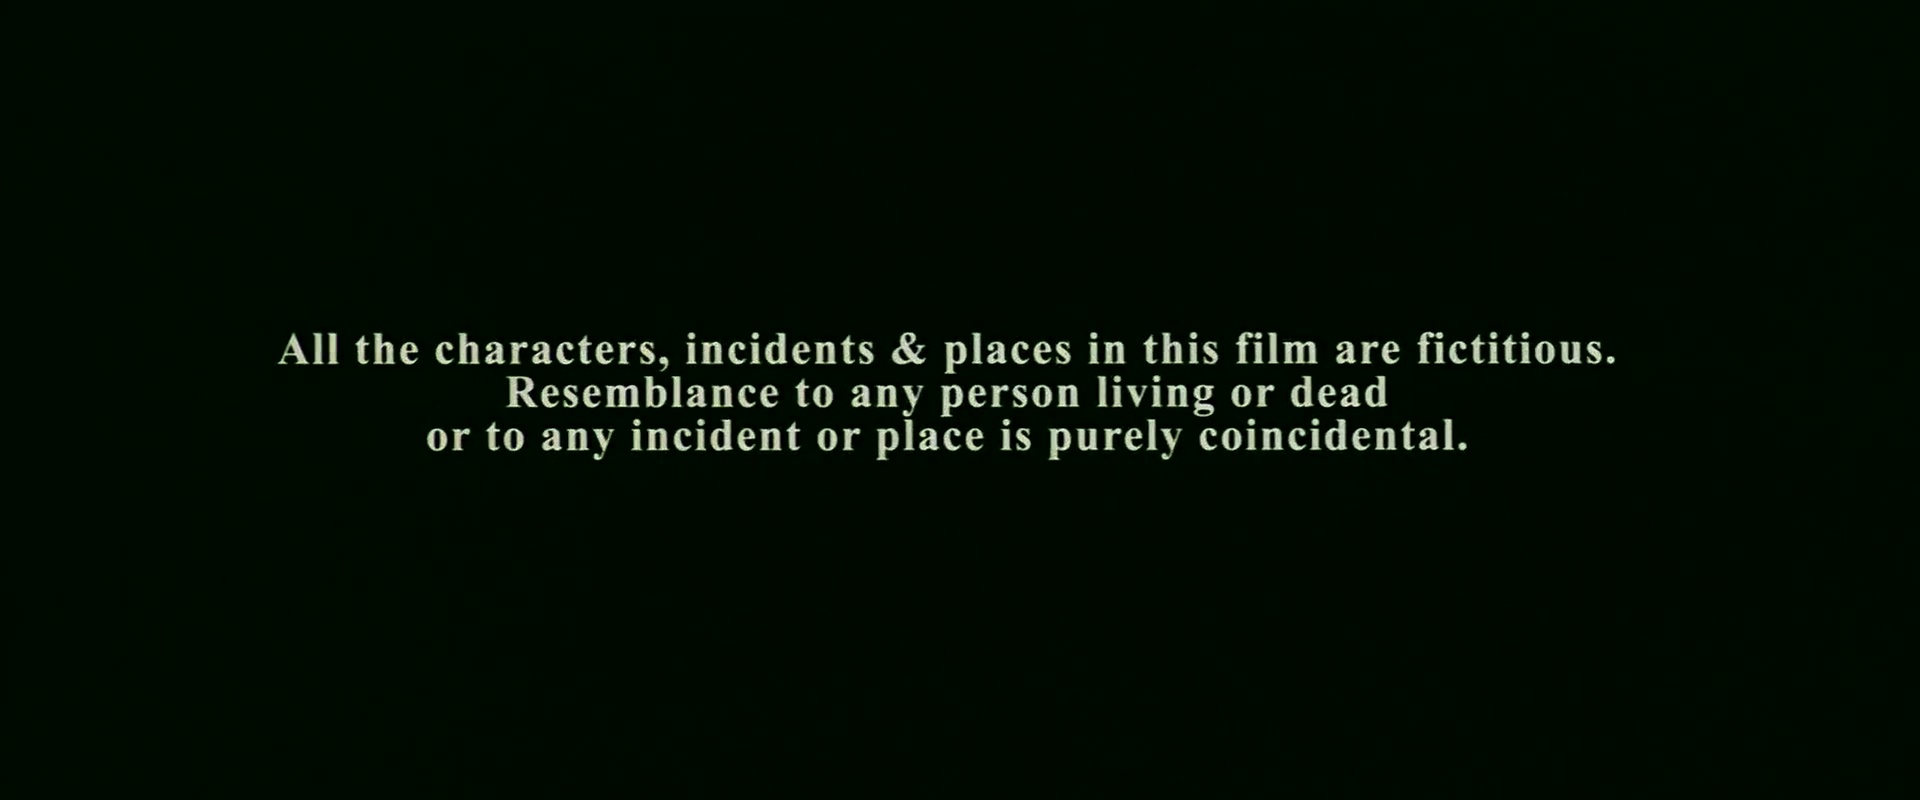 All the characters, incidents & places in this film are fictitious.
Resemblance to any person living or dead
or to any incident or place is purely coincidental.